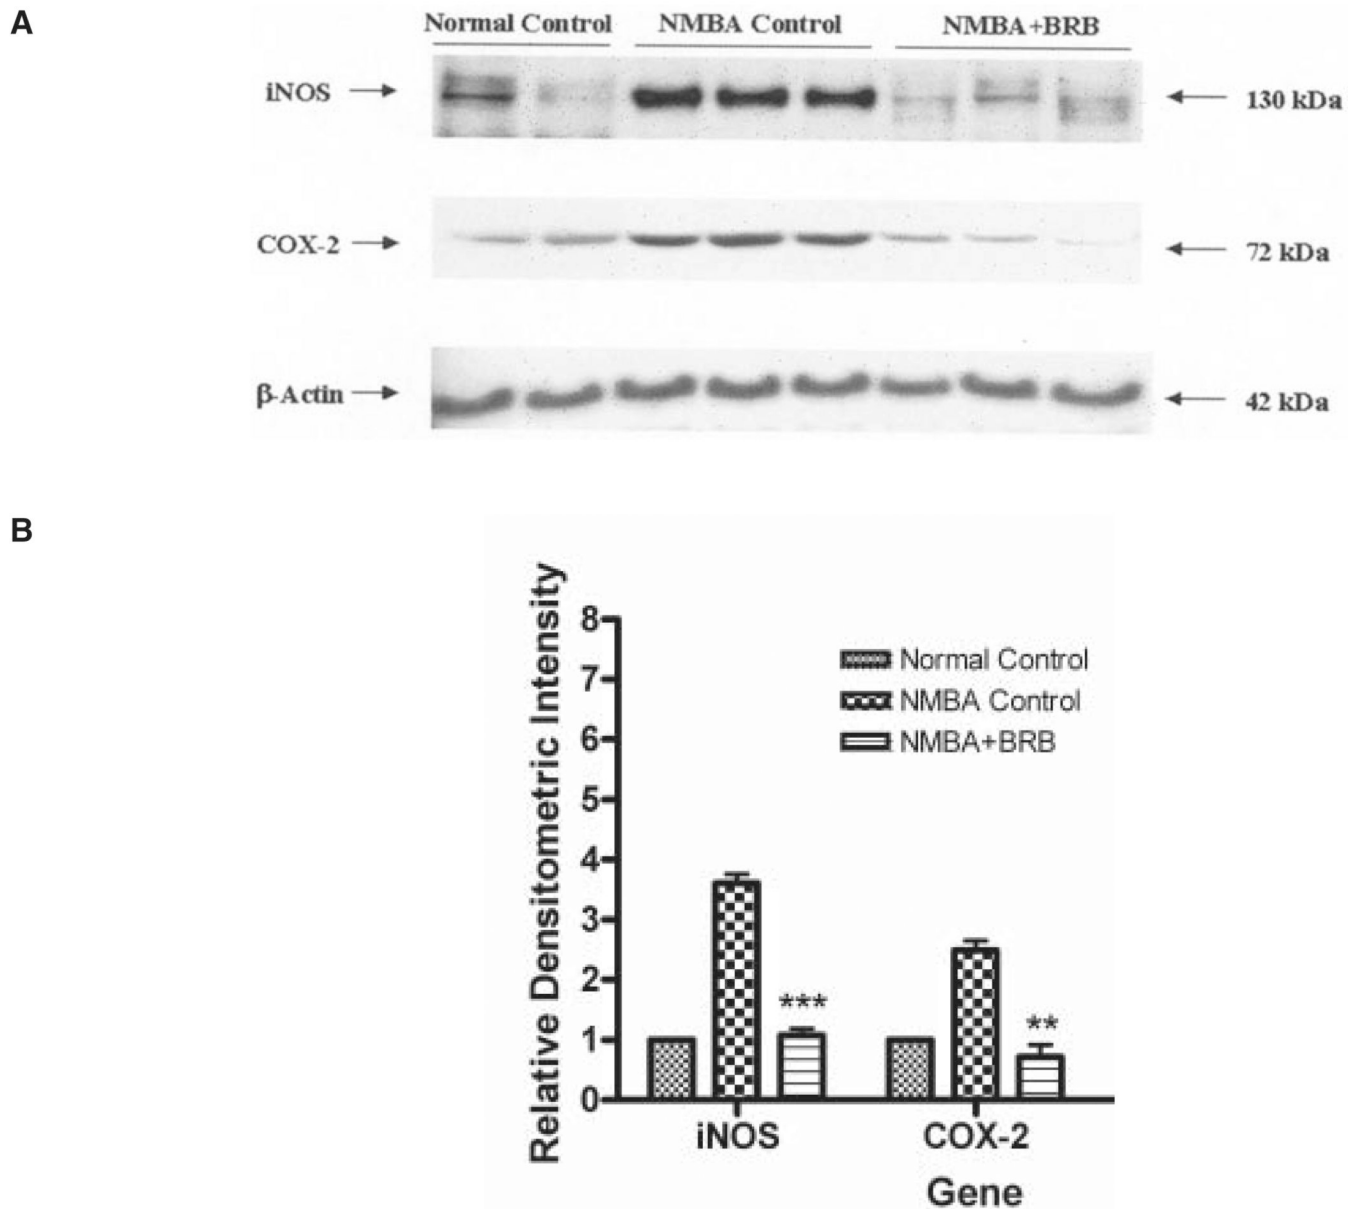 A
Normal Control NMBA Control NMBA+BRB
iNOS 130 kDa
COX-2 72 kDa
β-Actin 42 kDa
B
Relative Densitometric Intensity
8
7
6
5
4
3
2
1
0
Normal Control
NMBA Control
NMBA+BRB
***
**
iNOS COX-2
Gene